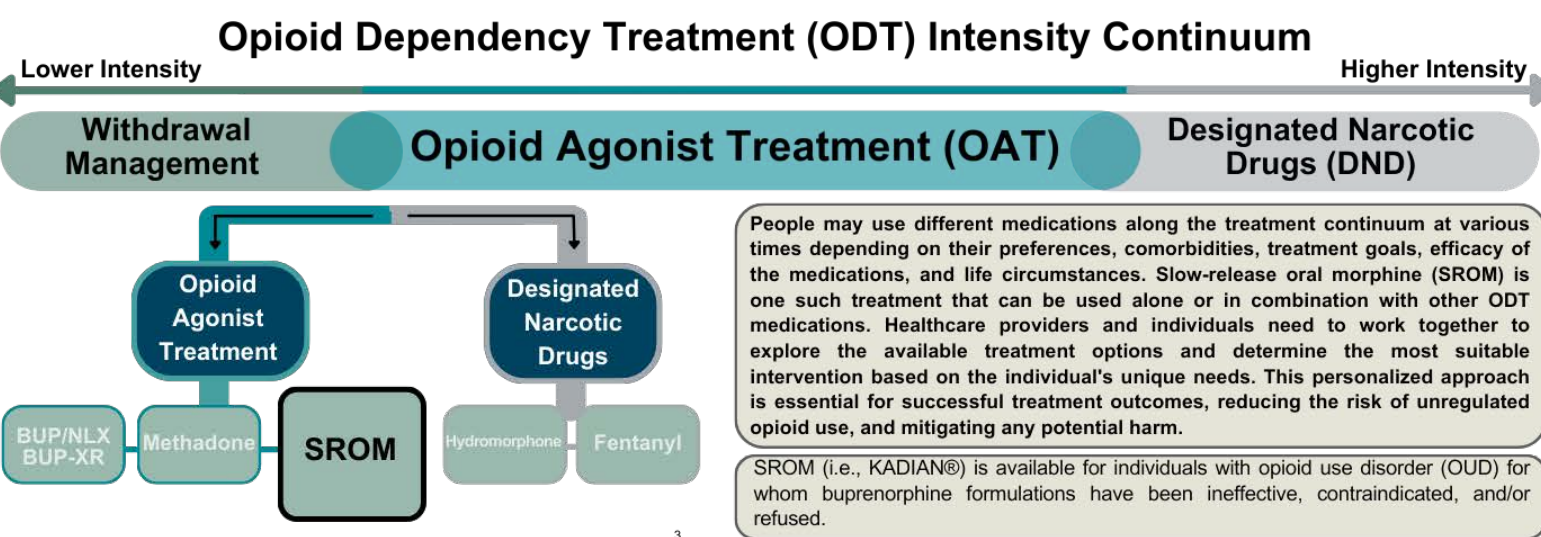 Opioid Dependency Treatment (ODT) Intensity Continuum
Lower Intensity
Higher Intensity
Withdrawal
Management
Opioid Agonist Treatment (OAT)
Designated Narcotic
Drugs (DND)
Opioid
Agonist
Treatment
Designated
Narcotic
Drugs
BUP/NLX
BUP-XR
Methadone
SROM
Hydromorphone
Fentanyl
People may use different medications along the treatment continuum at various
times depending on their preferences, comorbidities, treatment goals, efficacy of
the medications, and life circumstances. Slow-release oral morphine (SROM) is
one such treatment that can be used alone or in combination with other ODT
medications. Healthcare providers and individuals need to work together to
explore the available treatment options and determine the most suitable
intervention based on the individual's unique needs. This personalized approach
is essential for successful treatment outcomes, reducing the risk of unregulated
opioid use, and mitigating any potential harm.
SROM (i.e., KADIAN®) is available for individuals with opioid use disorder (OUD) for
whom buprenorphine formulations have been ineffective, contraindicated, and/or
refused.
3